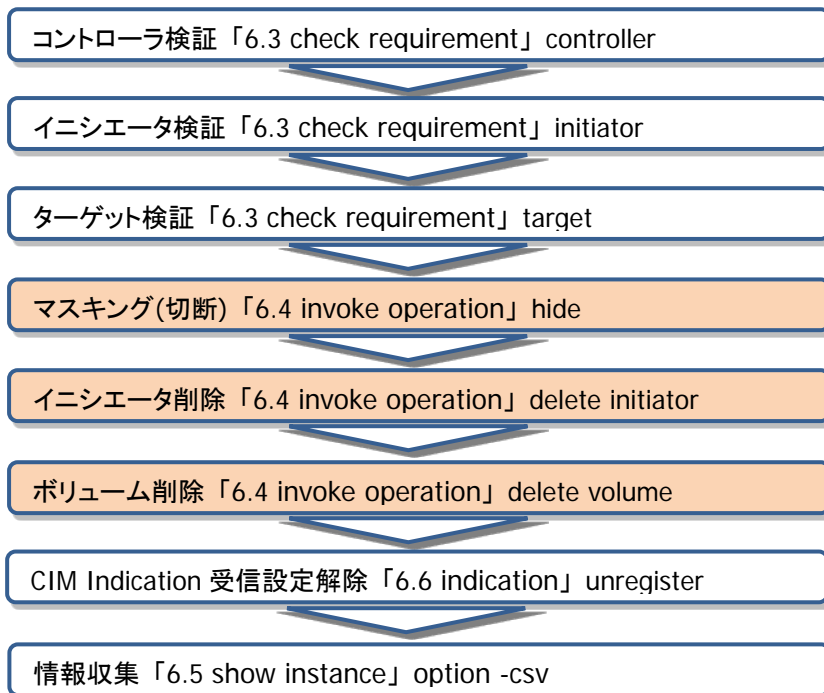 コントローラ検証「6.3 check requirement」controller
イニシエータ検証「6.3 check requirement」initiator
ターゲット検証「6.3 check requirement」target
マスキング(切断)「6.4 invoke operation」hide
イニシエータ削除「6.4 invoke operation」delete initiator
ボリューム削除「6.4 invoke operation」delete volume
CIM Indication 受信設定解除「6.6 indication」unregister
情報収集「6.5 show instance」option -csv